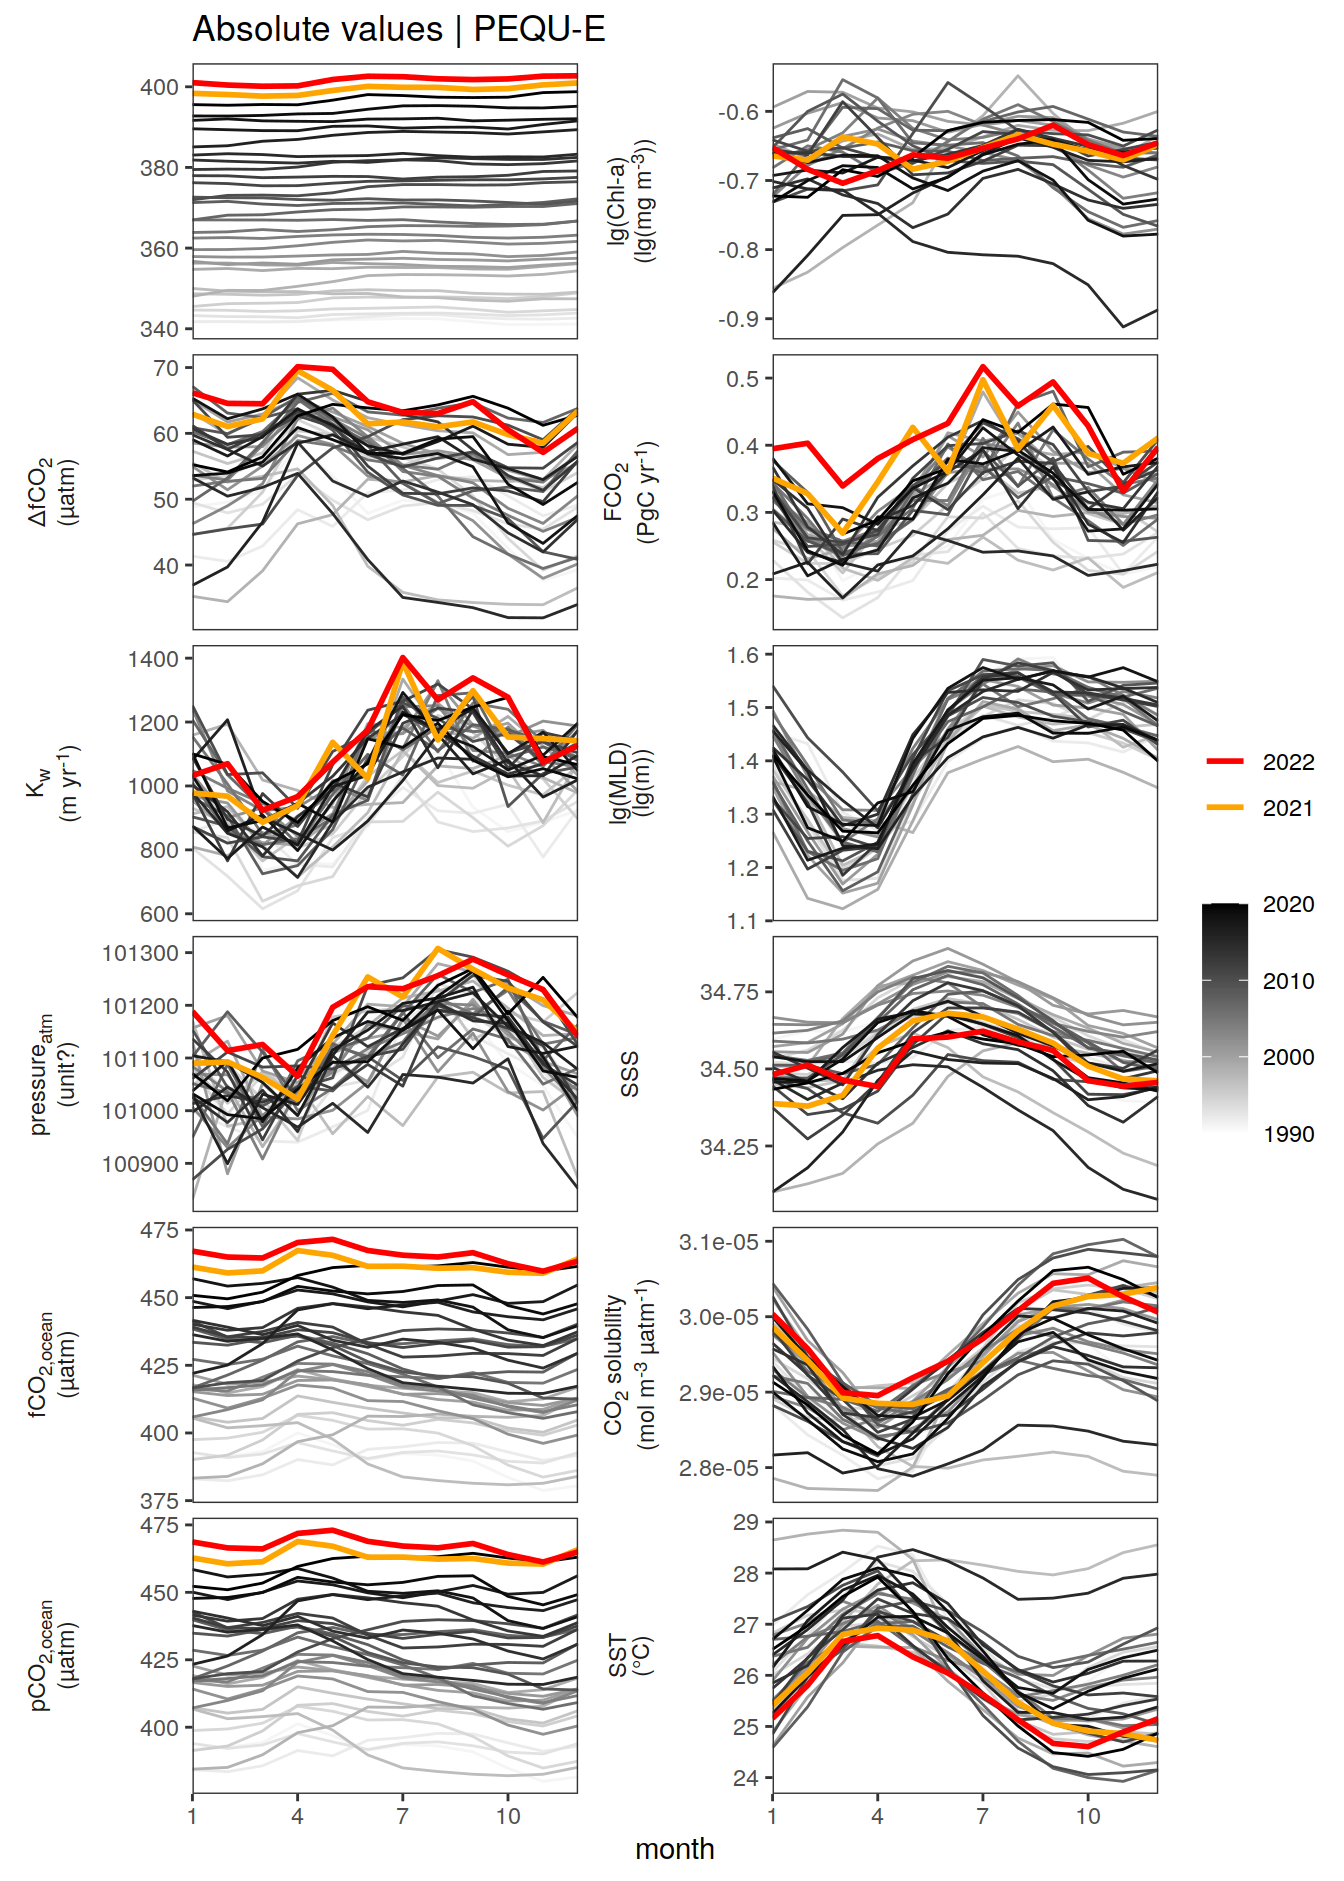 Absolute values | PEQU-E
400
380
360
340
lg(Chl-a)
(lg(mg m⁻³))
-0.6
-0.7
-0.8
-0.9
ΔfCO₂
(µatm)
70
60
50
40
FCO₂
(PgC yr⁻¹)
0.5
0.4
0.3
0.2
K_w
(m yr⁻¹)
1400
1200
1000
800
600
lg(MLD)
(lg(m))
1.6
1.5
1.4
1.3
1.2
1.1
pressure_atm
(unit?)
101300
101200
101100
101000
100900
SSS
34.75
34.50
34.25
fCO₂,ocean
(µatm)
475
450
425
400
375
CO₂ solubility
(mol m⁻³ µatm⁻¹)
3.1e-05
3.0e-05
2.9e-05
2.8e-05
pCO₂,ocean
(µatm)
475
450
425
400
SST
(°C)
29
28
27
26
25
24
1 4 7 10
1 4 7 10
month
2022
2021
2020
2010
2000
1990